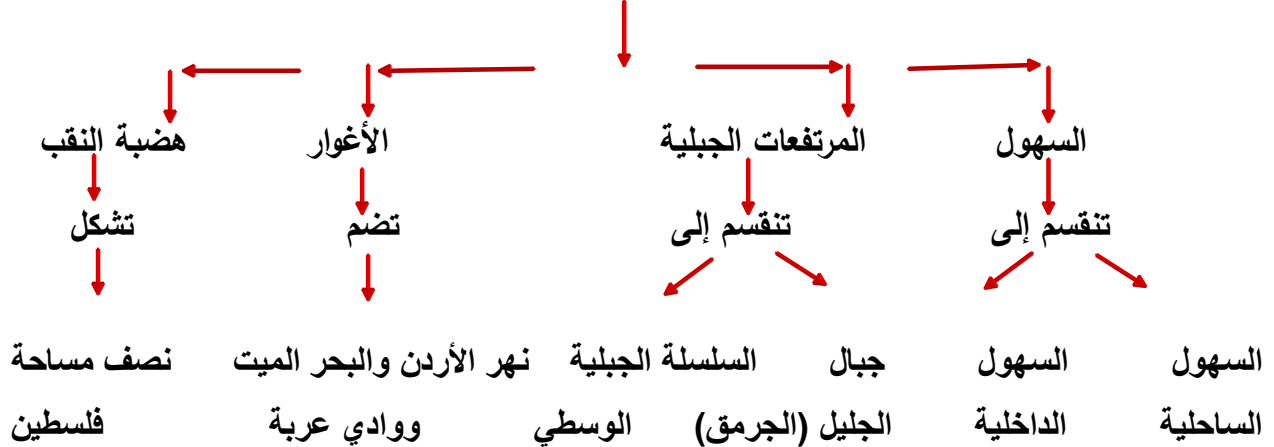 السهول
المرتفعات الجبلية
الأغوار
هضبة النقب
تنقسم إلى
تنقسم إلى
تضم
تشكل
السهول الساحلية
السهول الداخلية
جبال الجليل (الجرمق)
السلسلة الجبلية الوسطي
نهر الأردن والبحر الميت ووادي عربة
نصف مساحة فلسطين